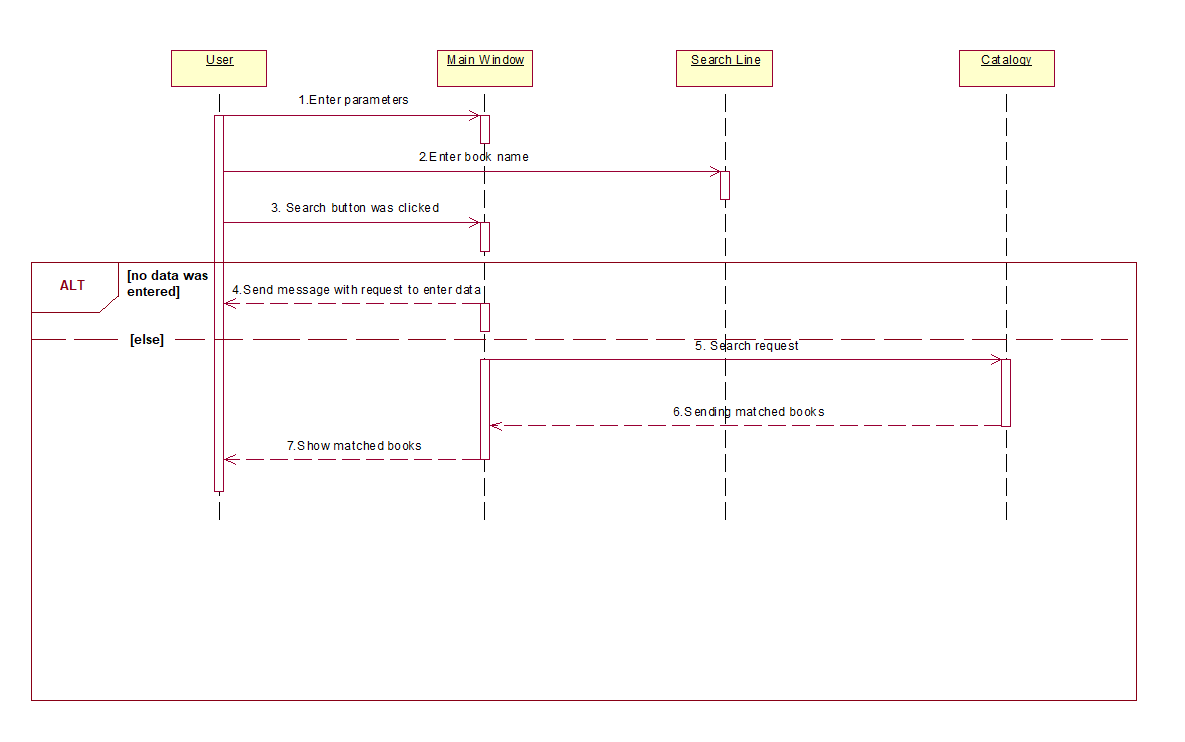 User
Main Window
Search Line
Catalogy
1.Enter parameters
2.Enter book name
3. Search button was clicked
ALT
[no data was
entered]
4.Send message with request to enter data
[else]
5. Search request
6.Sending matched books
7.Show matched books